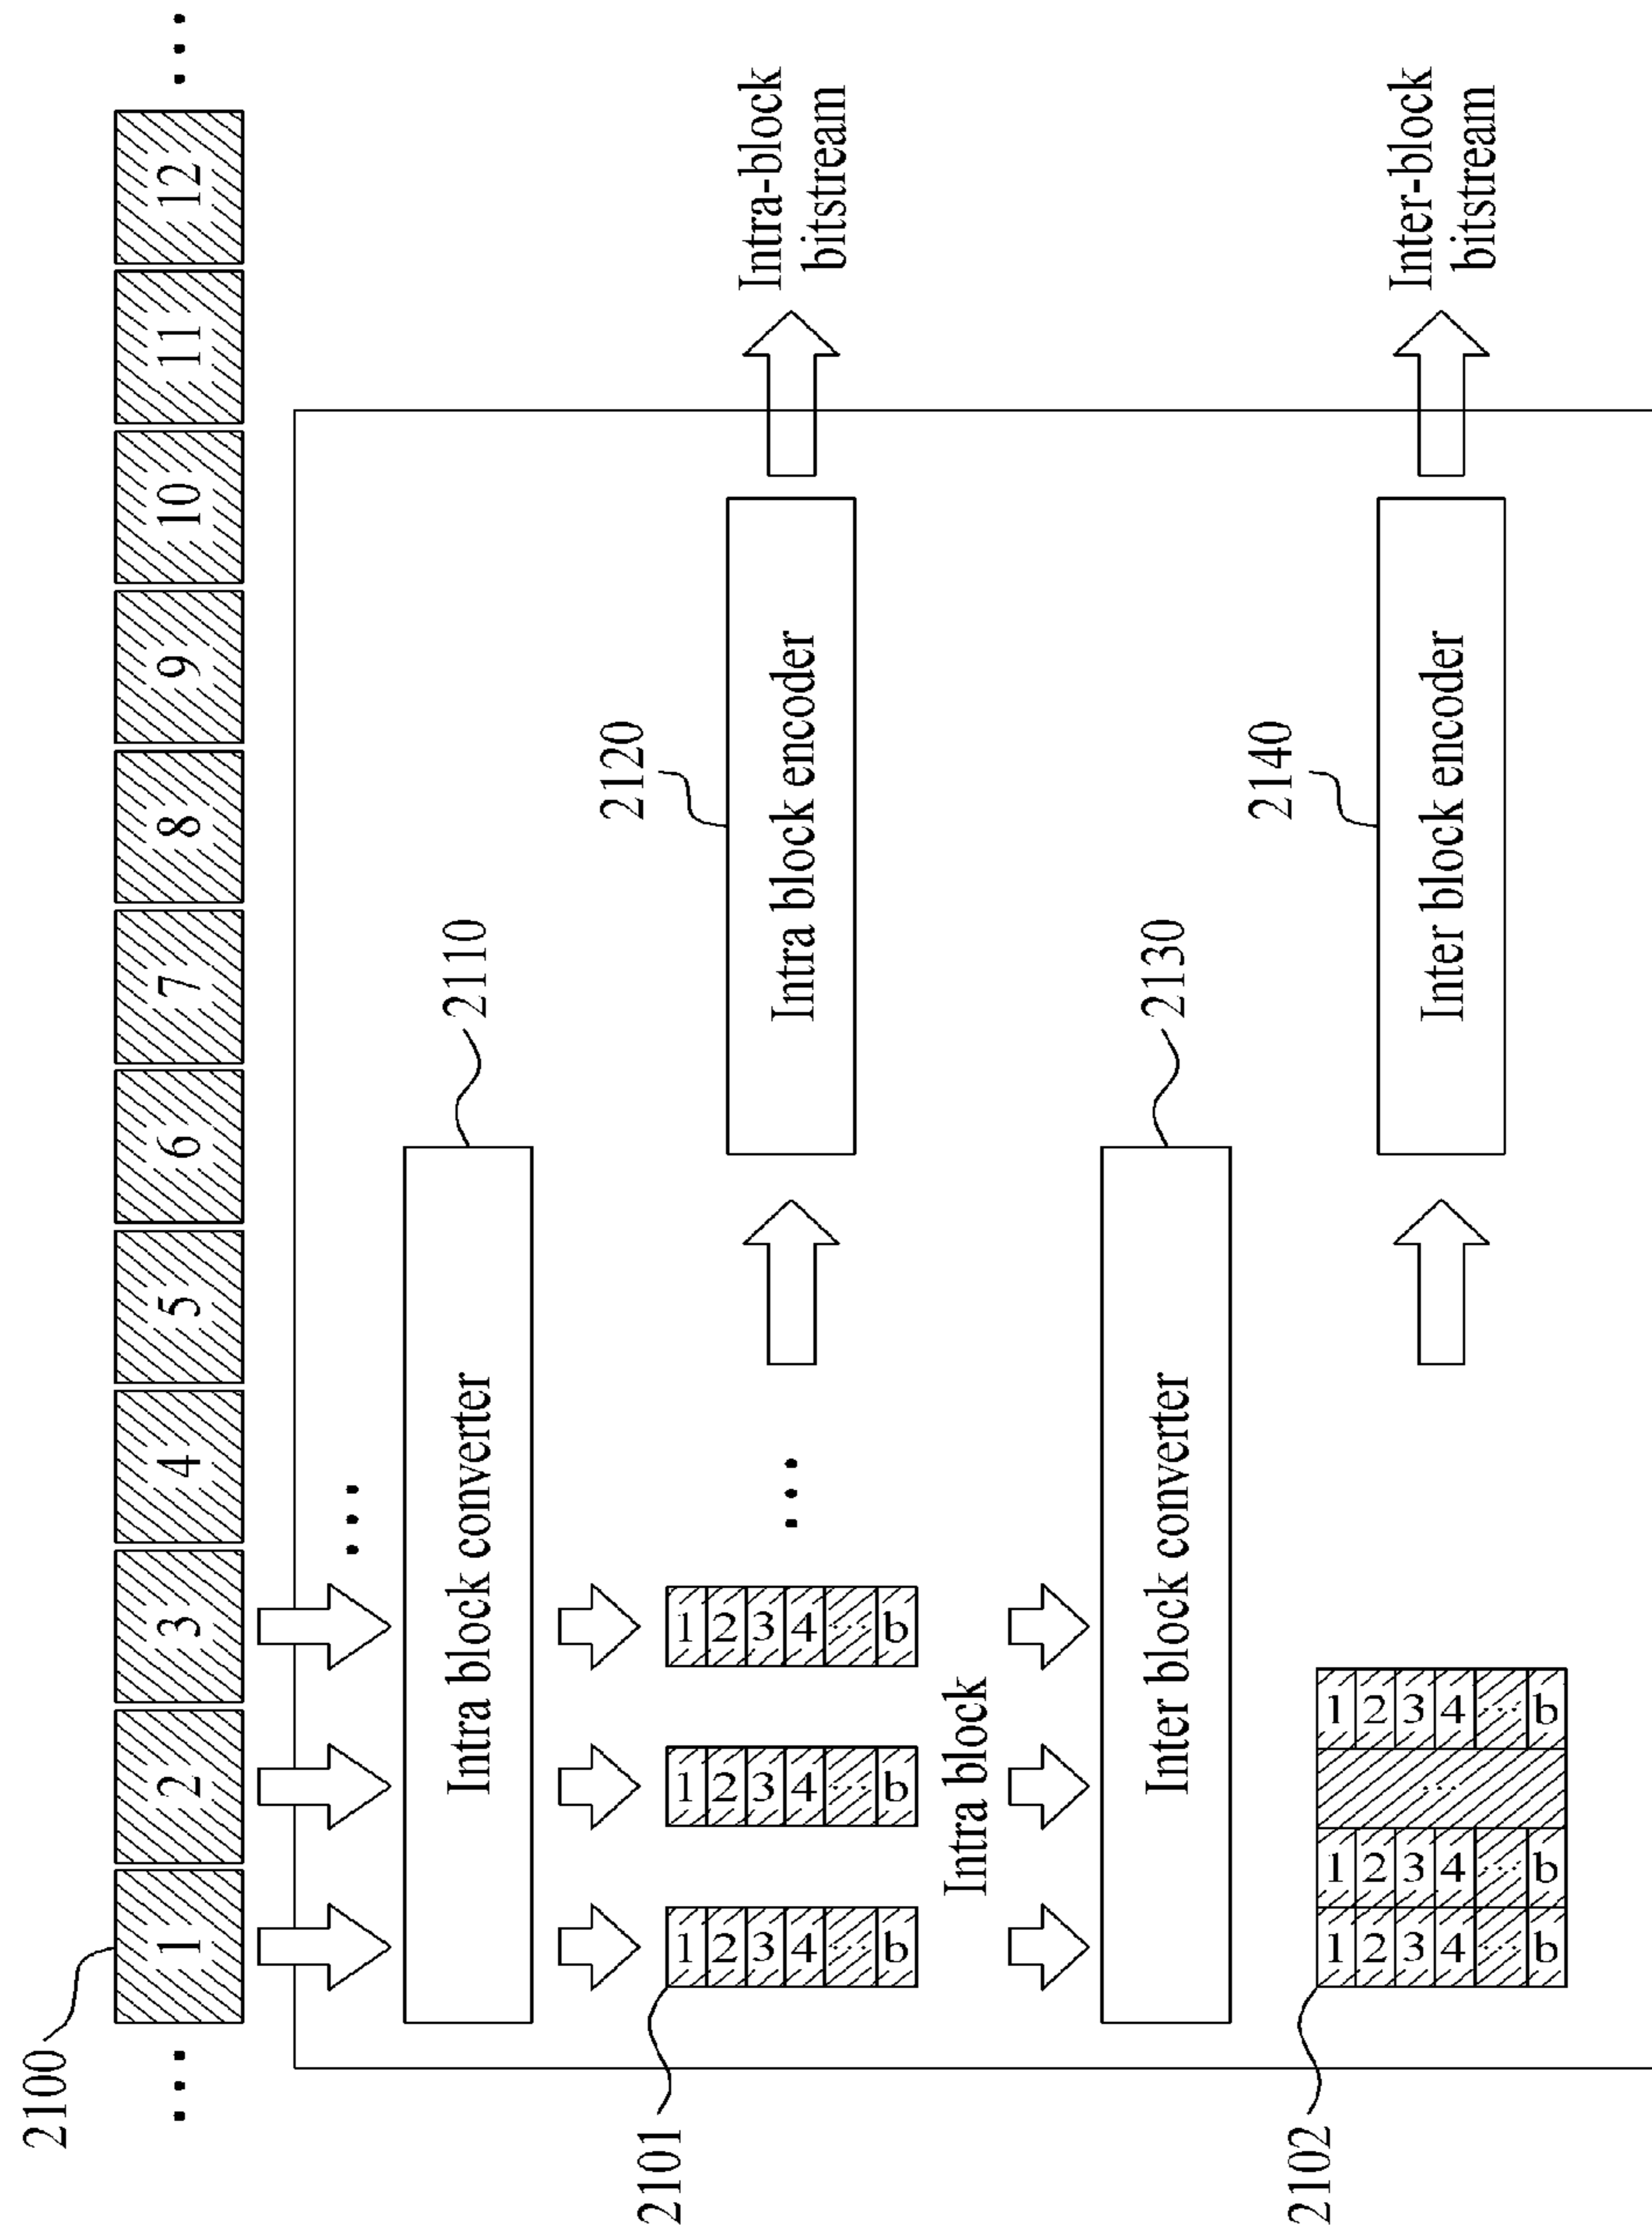 2100
... 1 2 3 4 5 6 7 8 9 10 11 12 ...
...
2110
Intra block converter
2120
2101
1 2 3 4 ... b
1 2 3 4 ... b
1 2 3 4 ... b
...
Intra block encoder
Intra-block
bitstream
Intra block
2130
Inter block converter
2140
2102
1 2 3 4 ... b
1 2 3 4 ... b
...
1 2 3 4 ... b
Inter block encoder
Inter-block
bitstream